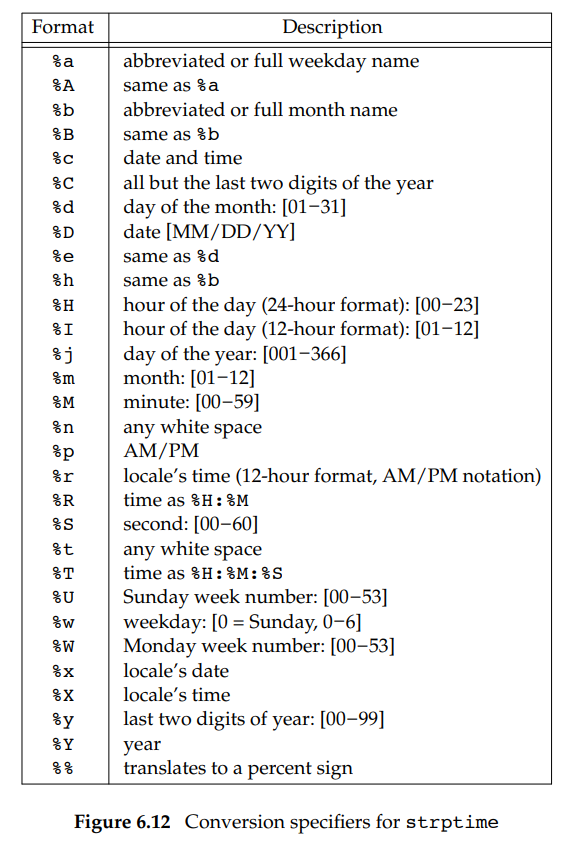 Format Description
%a abbreviated or full weekday name
%A same as %a
%b abbreviated or full month name
%B same as %b
%c date and time
%C all but the last two digits of the year
%d day of the month: [01−31]
%D date [MM/DD/YY]
%e same as %d
%h same as %b
%H hour of the day (24-hour format): [00−23]
%I hour of the day (12-hour format): [01−12]
%j day of the year: [001−366]
%m month: [01−12]
%M minute: [00−59]
%n any white space
%p AM/PM
%r locale’s time (12-hour format, AM/PM notation)
%R time as %H:%M
%S second: [00−60]
%t any white space
%T time as %H:%M:%S
%U Sunday week number: [00−53]
%w weekday: [0 = Sunday, 0−6]
%W Monday week number: [00−53]
%x locale’s date
%X locale’s time
%y last two digits of year: [00−99]
%Y year
%% translates to a percent sign
Figure 6.12 Conversion specifiers for strptime